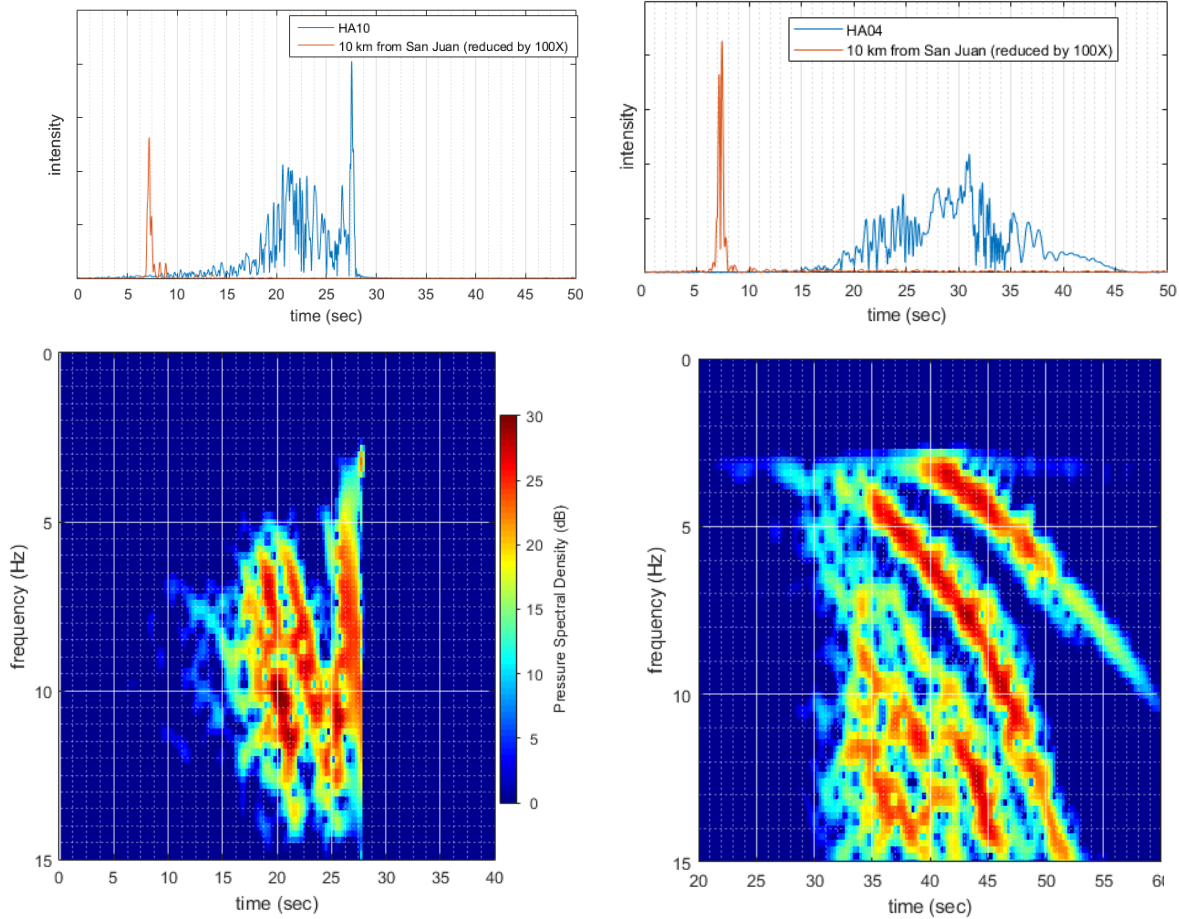 HA10
10 km from San Juan (reduced by 100X)
intensity
0 5 10 15 20 25 30 35 40 45 50
time (sec)
HA04
10 km from San Juan (reduced by 100X)
intensity
0 5 10 15 20 25 30 35 40 45 50
time (sec)
0
5
10
15
frequency (Hz)
0 5 10 15 20 25 30 35 40
time (sec)
30
25
20
15
10
5
0
Pressure Spectral Density (dB)
0
5
10
15
frequency (Hz)
20 25 30 35 40 45 50 55 60
time (sec)